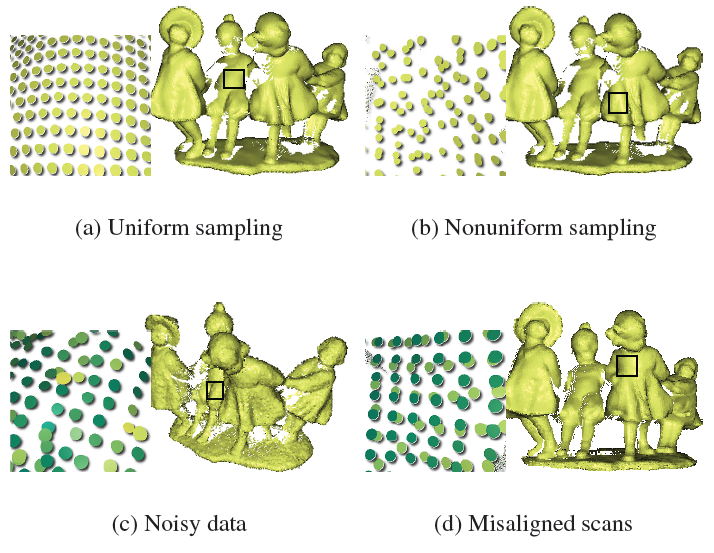 (a) Uniform sampling
(b) Nonuniform sampling
(c) Noisy data
(d) Misaligned scans